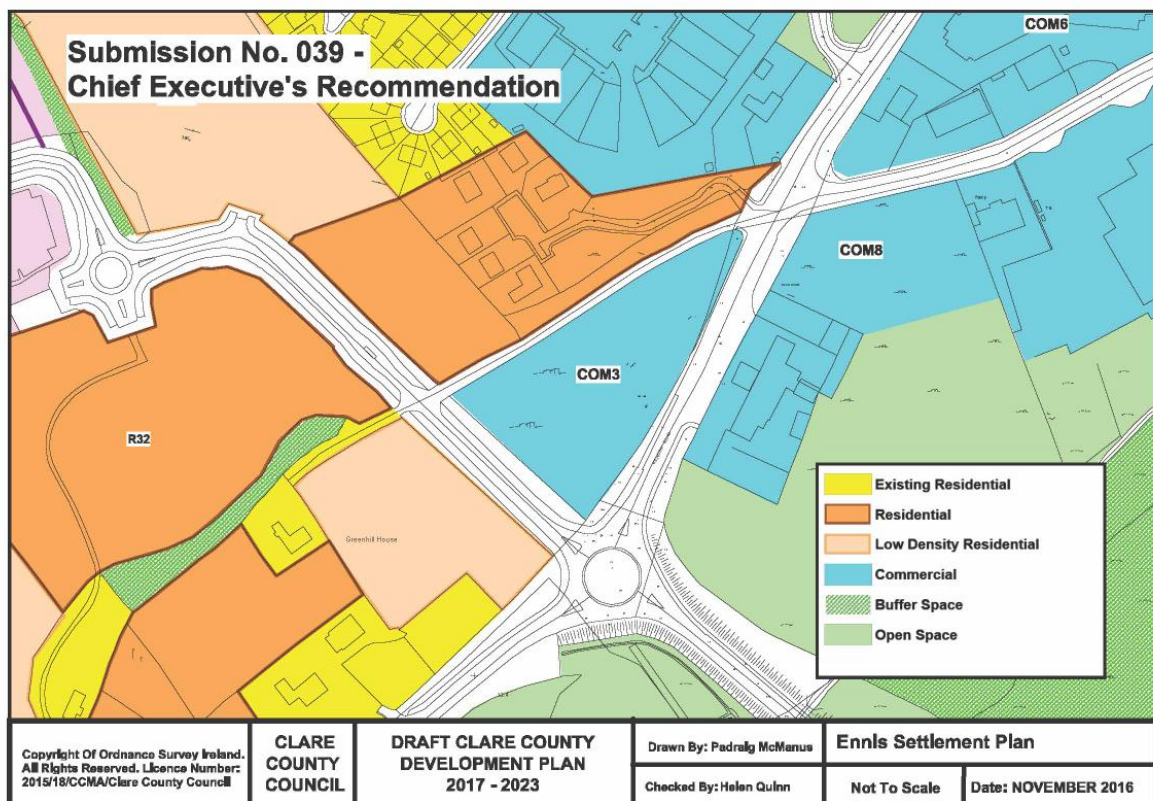 Submission No. 039 -
Chief Executive's Recommendation
COM6
COM8
COM3
R32
Greenhill House
Existing Residential
Residential
Low Density Residential
Commercial
Buffer Space
Open Space
Copyright Of Ordnance Survey Ireland.
All Rights Reserved. Licence Number:
2015/18/CCMA/Clare County Council
CLARE
COUNTY
COUNCIL
DRAFT CLARE COUNTY
DEVELOPMENT PLAN
2017 - 2023
Drawn By: Padraig McManus
Checked By: Helen Quinn
Ennis Settlement Plan
Not To Scale
Date: NOVEMBER 2016